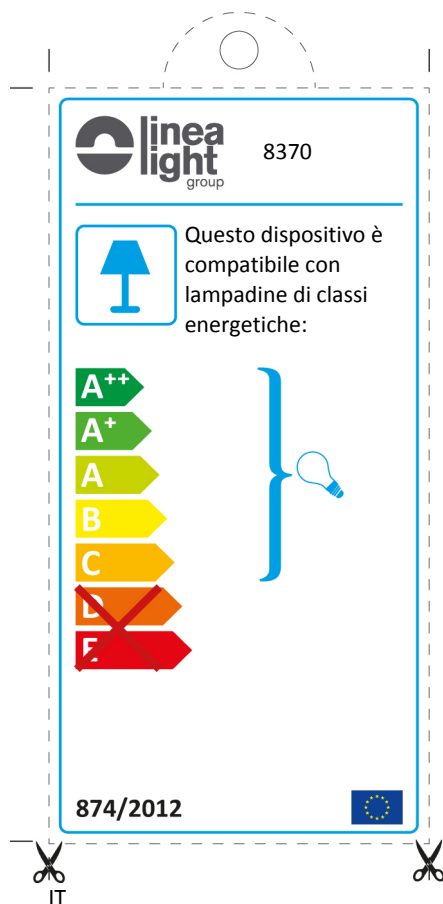 linea
light
group
8370
Questo dispositivo è
compatibile con
lampadine di classi
energetiche:
A++
A+
A
B
C
D
E
874/2012
IT